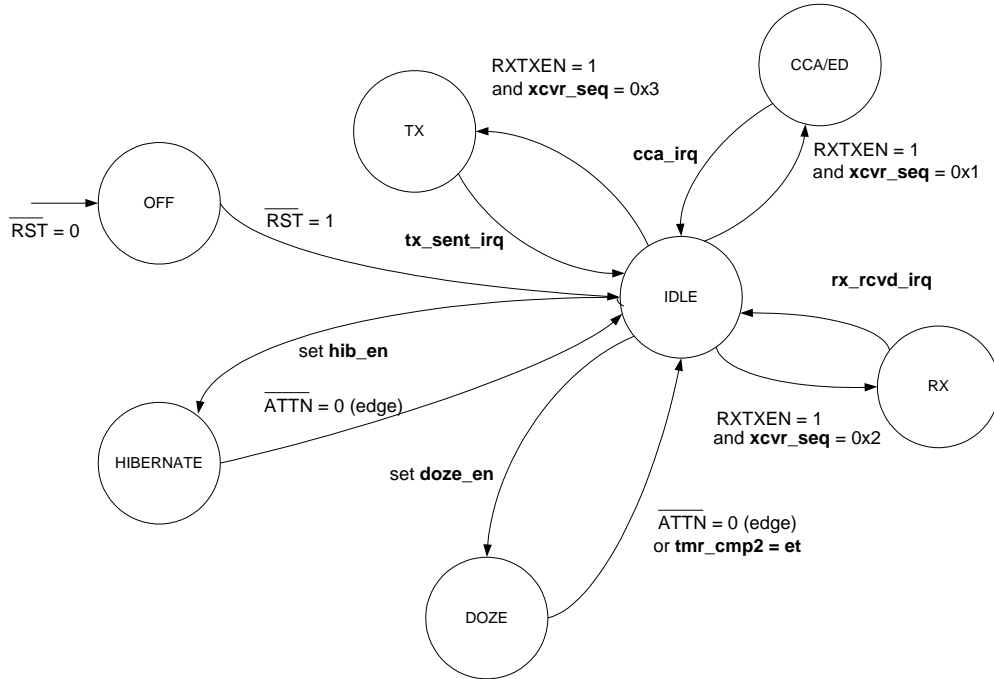 CCA/ED
RXTXEN = 1
and xcvr_seq = 0x3
TX
cca_irq
RXTXEN = 1
and xcvr_seq = 0x1
OFF
RST = 0
RST = 1
tx_sent_irq
IDLE
rx_rcvd_irq
set hib_en
RX
ATTN = 0 (edge)
RXTXEN = 1
and xcvr_seq = 0x2
HIBERNATE
set doze_en
ATTN = 0 (edge)
or tmr_cmp2 = et
DOZE